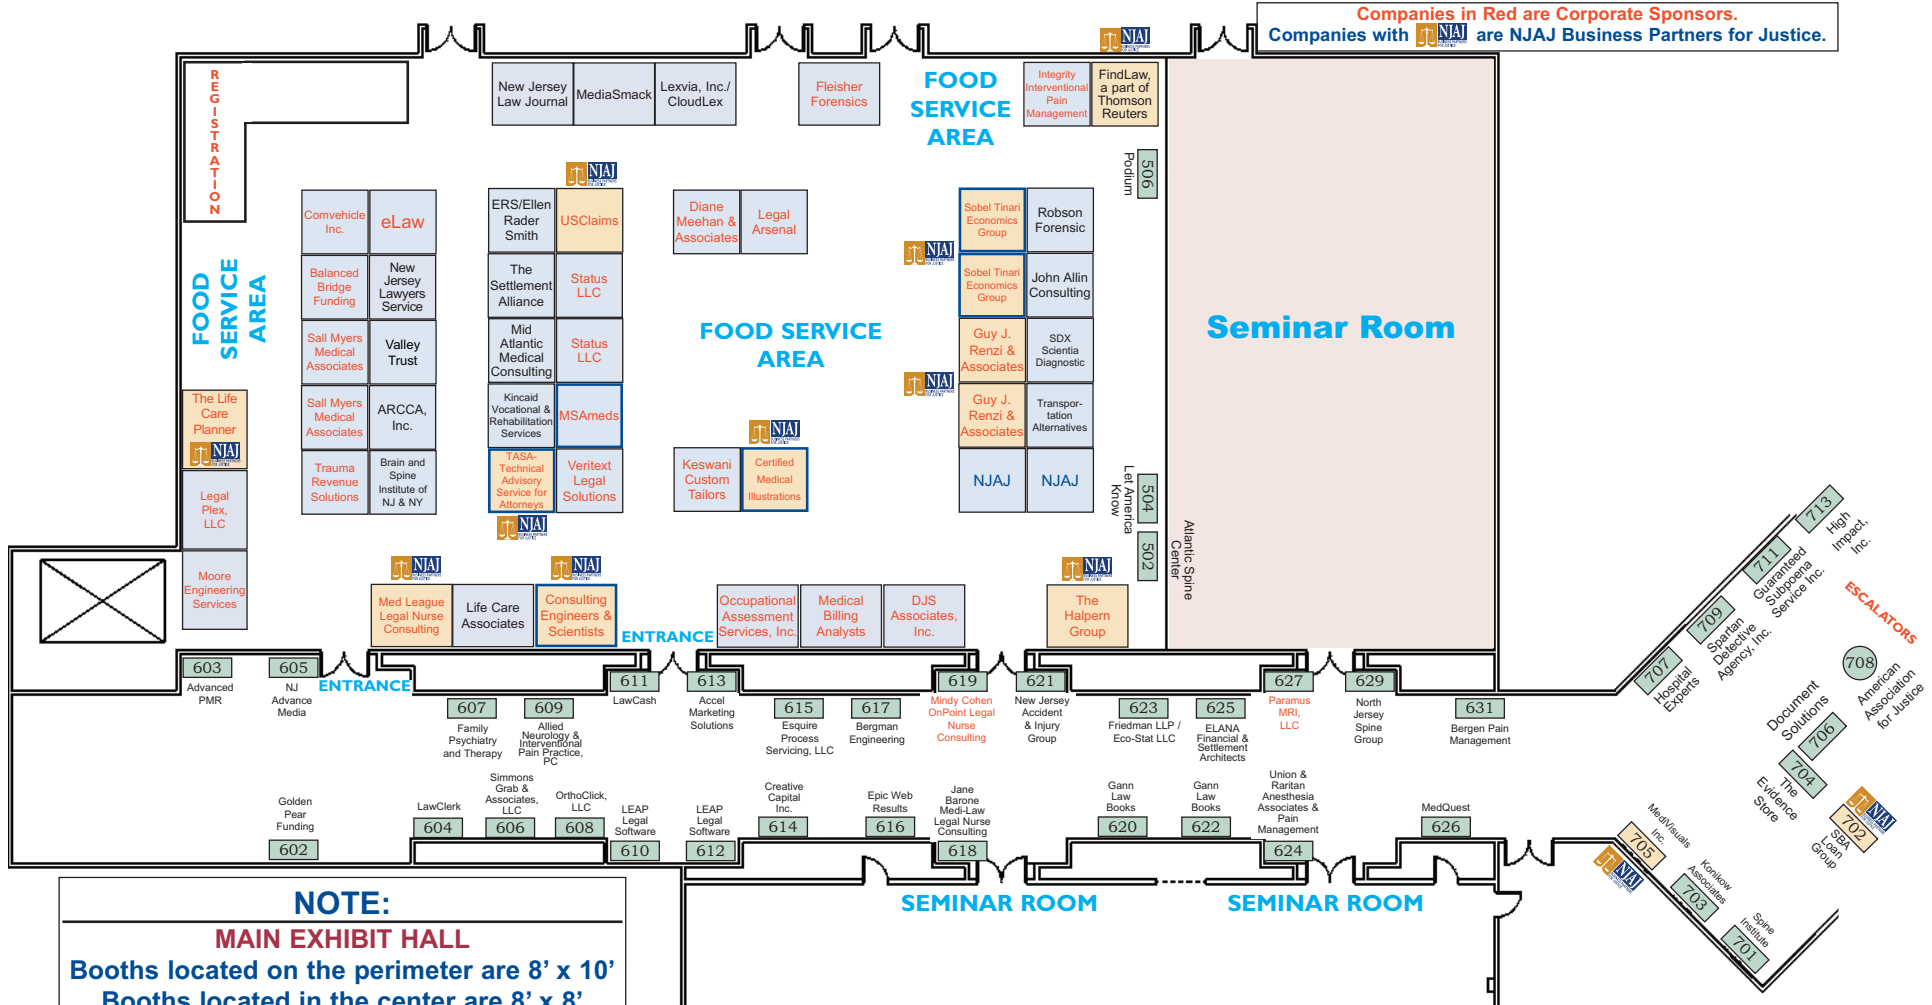 Companies in Red are Corporate Sponsors.
Companies with NJAJ are NJAJ Business Partners for Justice.
REGISTRATION
New Jersey
Law Journal
MediaSmack
Lexvia, Inc./
CloudLex
Fleisher
Forensics
FOOD
SERVICE
AREA
NJAJ
Integrity
Interventional
Pain
Management
FindLaw,
a part of
Thomson
Reuters
506
Podium
Seminar Room
FOOD
SERVICE
AREA
Comvehicle
Inc.
eLaw
Balanced
Bridge
Funding
New
Jersey
Lawyers
Service
Sall Myers
Medical
Associates
Valley
Trust
Sall Myers
Medical
Associates
ARCCA,
Inc.
Trauma
Revenue
Solutions
Brain and
Spine
Institute of
NJ & NY
NJAJ
ERS/Ellen
Rader
Smith
USClaims
The
Settlement
Alliance
Status
LLC
Mid
Atlantic
Medical
Consulting
Status
LLC
Kincaid
Vocational &
Rehabilitation
Services
MSAmeds
TASA-
Technical
Advisory
Service for
Attorneys
Veritext
Legal
Solutions
NJAJ
Diane
Meehan &
Associates
Legal
Arsenal
FOOD SERVICE
AREA
NJAJ
Keswani
Custom
Tailors
Certified
Medical
Illustrations
Sobel Tinari
Economics
Group
Robson
Forensic
NJAJ
Sobel Tinari
Economics
Group
John Allin
Consulting
Guy J.
Renzi &
Associates
SDX
Scientia
Diagnostic
NJAJ
Guy J.
Renzi &
Associates
Transpor-
tation
Alternatives
NJAJ
NJAJ
504
Let America
Know
502
Atlantic Spine
Center
The Life
Care
Planner
NJAJ
Legal
Plex,
LLC
Moore
Engineering
Services
NJAJ
Med League
Legal Nurse
Consulting
Life Care
Associates
NJAJ
Consulting
Engineers &
Scientists
ENTRANCE
Occupational
Assessment
Services, Inc.
Medical
Billing
Analysts
DJS
Associates,
Inc.
NJAJ
The
Halpern
Group
603
Advanced
PMR
605
NJ
Advance
Media
ENTRANCE
607
Family
Psychiatry
and Therapy
609
Allied
Neurology &
Interventional
Pain Practice,
PC
611
LawCash
613
Accel
Marketing
Solutions
615
Esquire
Process
Servicing, LLC
617
Bergman
Engineering
619
Mindy Cohen
OnPoint Legal
Nurse
Consulting
621
New Jersey
Accident
& Injury
Group
623
Friedman LLP /
Eco-Stat LLC
625
ELANA
Financial &
Settlement
Architects
627
Paramus
MRI,
LLC
629
North
Jersey
Spine
Group
631
Bergen Pain
Management
Golden
Pear
Funding
602
LawClerk
604
Simmons
Grab &
Associates,
LLC
606
OrthoClick,
LLC
608
LEAP
Legal
Software
610
LEAP
Legal
Software
612
Creative
Capital
Inc.
614
Epic Web
Results
616
Jane
Barone
Medi-Law
Legal Nurse
Consulting
618
Gann
Law
Books
620
Gann
Law
Books
622
Union &
Raritan
Anesthesia
Associates &
Pain
Management
624
MedQuest
626
713
High
Impact,
Inc.
711
Guaranteed
Subpoena
Service Inc.
709
Spartan
Detective
Agency, Inc.
707
Hospital
Experts
ESCALATORS
708
American
Association
for Justice
Document
Solutions
706
704
The
Evidence
Store
NJAJ
702
SBA
Loan
Group
MediVisuals
Inc.
705
NJAJ
Konikow
Associates
703
Spine
Institute
701
SEMINAR ROOM
SEMINAR ROOM
NOTE:
MAIN EXHIBIT HALL
Booths located on the perimeter are 8’ x 10’
Booths located in the center are 8’ x 8’